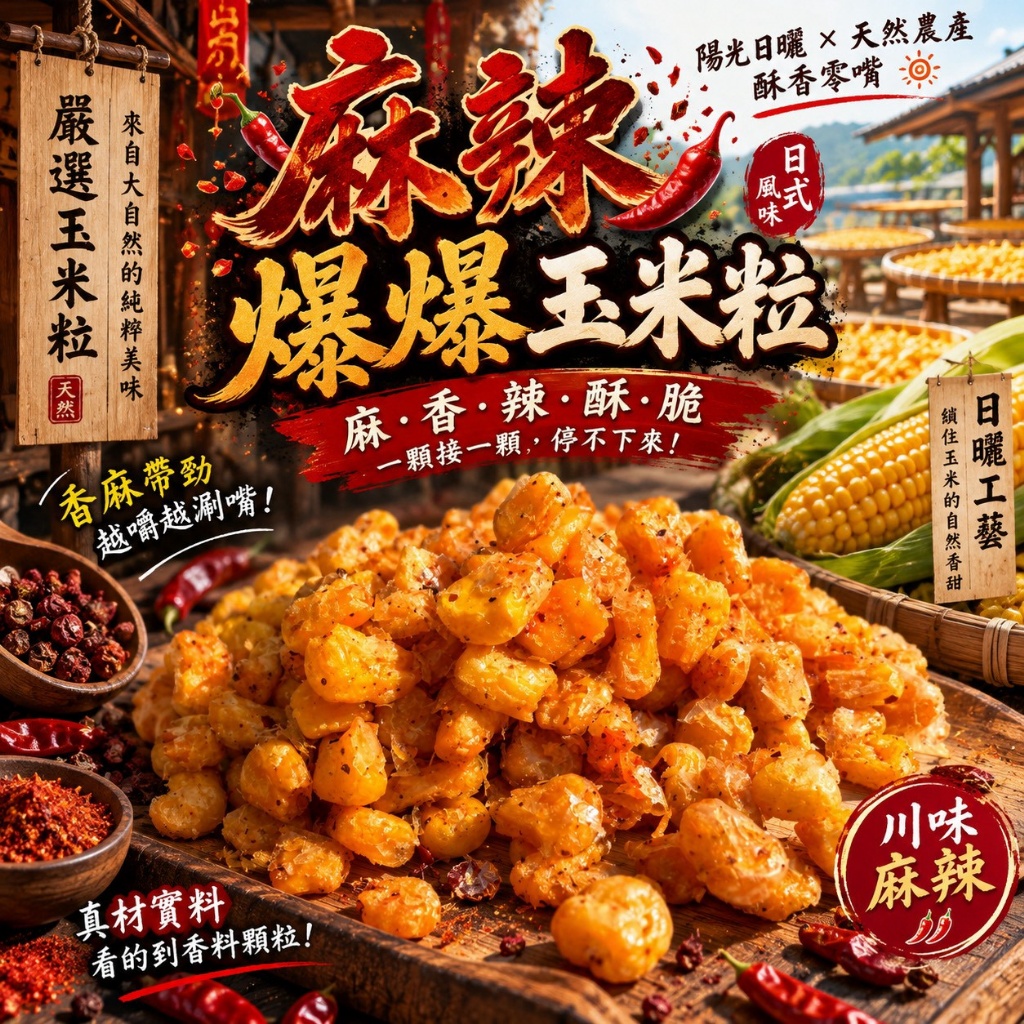 陽光日曬 × 天然農產
酥香零嘴
嚴選玉米粒
來自大自然的純粹美味
天然
麻辣
日式
風味
爆爆玉米粒
麻·香·辣·酥·脆
一顆接一顆，停不下來！
日曬工藝
鎖住玉米的自然香甜
香麻帶勁
越嚼越涮嘴！
川味
麻辣
真材實料
看的到香料顆粒！